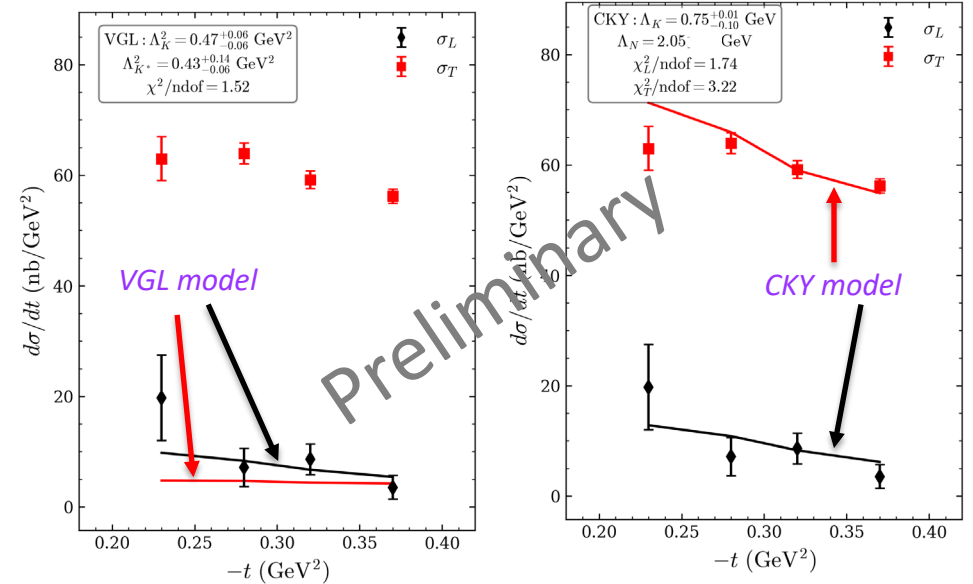 VGL : Λ_K^2 = 0.47^{+0.06}_{-0.06} GeV^2
Λ_{K*}^2 = 0.43^{+0.14}_{-0.06} GeV^2
χ^2/ndof = 1.52
σ_L
σ_T
80
60
40
20
0
dσ/dt (nb/GeV^2)
VGL model
0.20
0.25
0.30
0.35
0.40
−t (GeV^2)
Preliminary
CKY : Λ_K = 0.75^{+0.01}_{-0.10} GeV
Λ_N = 2.05 GeV
χ_L^2/ndof = 1.74
χ_T^2/ndof = 3.22
σ_L
σ_T
80
60
40
20
0
dσ/dt (nb/GeV^2)
CKY model
0.20
0.25
0.30
0.35
0.40
−t (GeV^2)